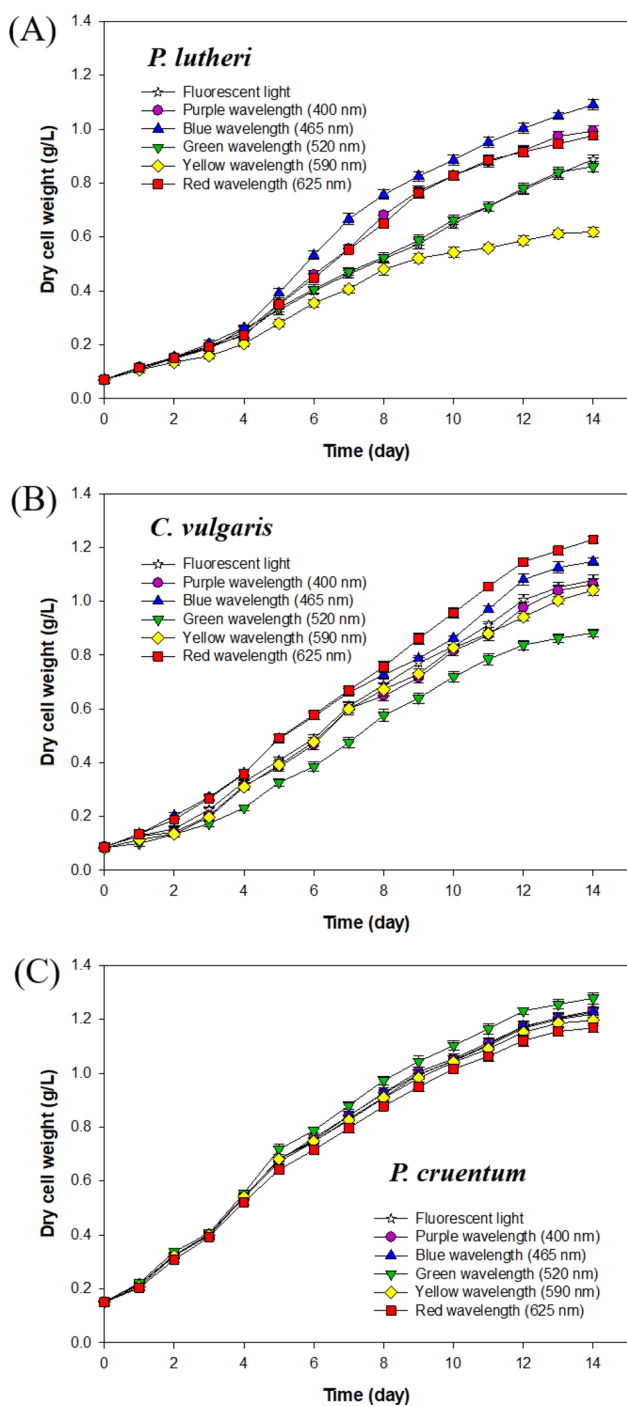 (A)
P. lutheri
Fluorescent light
Purple wavelength (400 nm)
Blue wavelength (465 nm)
Green wavelength (520 nm)
Yellow wavelength (590 nm)
Red wavelength (625 nm)
Dry cell weight (g/L)
1.4
1.2
1.0
0.8
0.6
0.4
0.2
0.0
0 2 4 6 8 10 12 14
Time (day)
(B)
C. vulgaris
Fluorescent light
Purple wavelength (400 nm)
Blue wavelength (465 nm)
Green wavelength (520 nm)
Yellow wavelength (590 nm)
Red wavelength (625 nm)
Dry cell weight (g/L)
1.4
1.2
1.0
0.8
0.6
0.4
0.2
0.0
0 2 4 6 8 10 12 14
Time (day)
(C)
Dry cell weight (g/L)
1.4
1.2
1.0
0.8
0.6
0.4
0.2
0.0
P. cruentum
Fluorescent light
Purple wavelength (400 nm)
Blue wavelength (465 nm)
Green wavelength (520 nm)
Yellow wavelength (590 nm)
Red wavelength (625 nm)
0 2 4 6 8 10 12 14
Time (day)